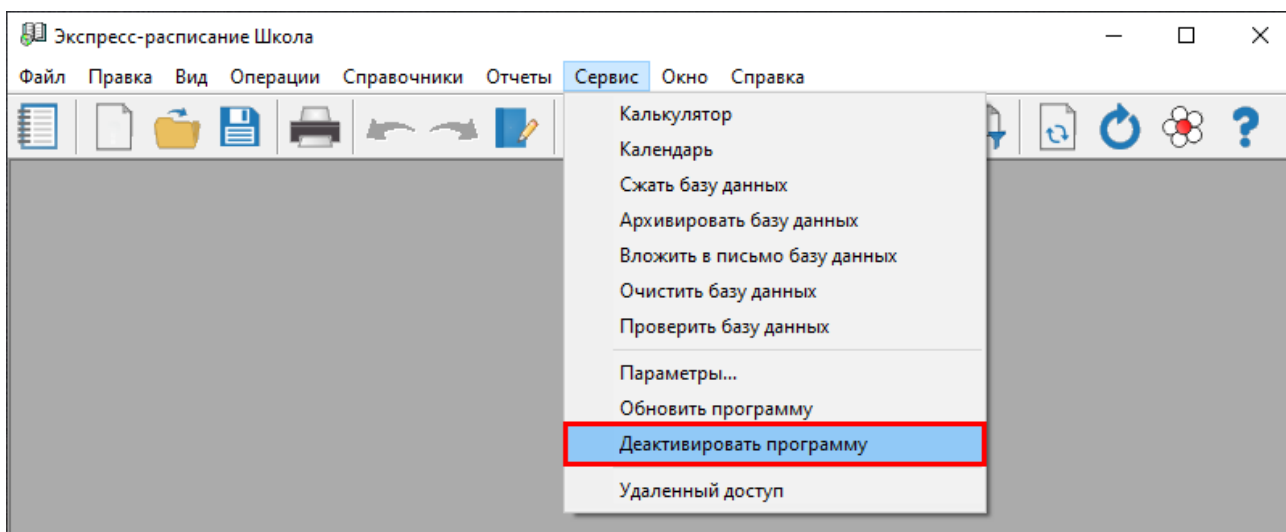 Экспресс-расписание Школа
Файл Правка Вид Операции Справочники Отчеты Сервис Окно Справка
Калькулятор
Календарь
Сжать базу данных
Архивировать базу данных
Вложить в письмо базу данных
Очистить базу данных
Проверить базу данных
Параметры...
Обновить программу
Деактивировать программу
Удаленный доступ